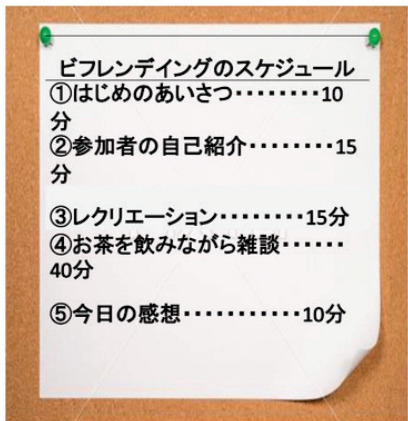 ビフレンデイングのスケジュール
①はじめのあいさつ・・・・・・・・10
分
②参加者の自己紹介・・・・・・・・15
分
③レクリエーション・・・・・・・・15分
④お茶を飲みながら雑談・・・・・・
40分
⑤今日の感想・・・・・・・・・・・10分